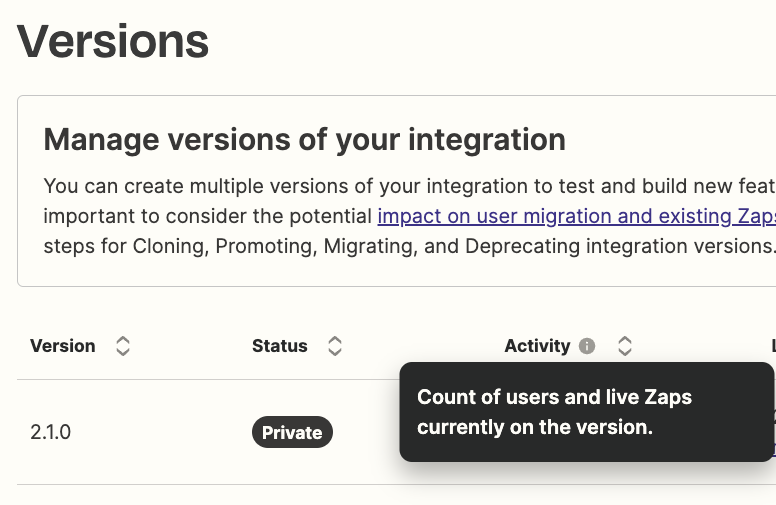 Versions
Manage versions of your integration
You can create multiple versions of your integration to test and build new feat
important to consider the potential impact on user migration and existing Zaps
steps for Cloning, Promoting, Migrating, and Deprecating integration versions.
Version Status Activity
Count of users and live Zaps
currently on the version.
2.1.0 Private